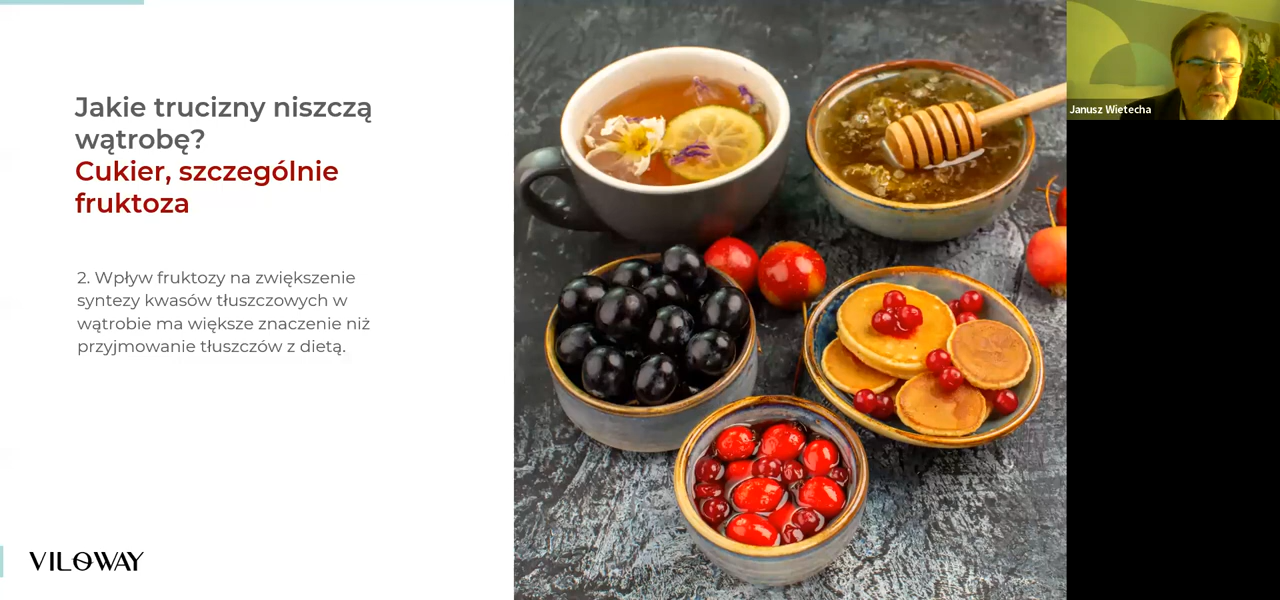 Jakie trucizny niszczą
wątrobę?
Cukier, szczególnie
fruktoza
2. Wpływ fruktozy na zwiększenie
syntezy kwasów tłuszczowych w
wątrobie ma większe znaczenie niż
przyjmowanie tłuszczów z dietą.
VILOWAY
Janusz Wietecha